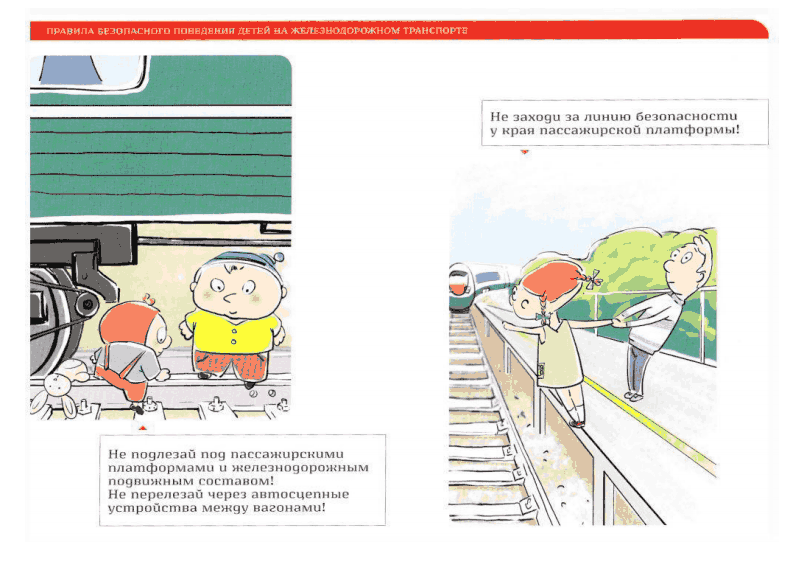 ПРАВИЛА БЕЗОПАСНОГО ПОВЕДЕНИЯ ДЕТЕЙ НА ЖЕЛЕЗНОДОРОЖНОМ ТРАНСПОРТЕ
Не заходи за линию безопасности
у края пассажирской платформы!
Не подлезай под пассажирскими
платформами и железнодорожным
подвижным составом!
Не перелезай через автосцепные
устройства между вагонами!